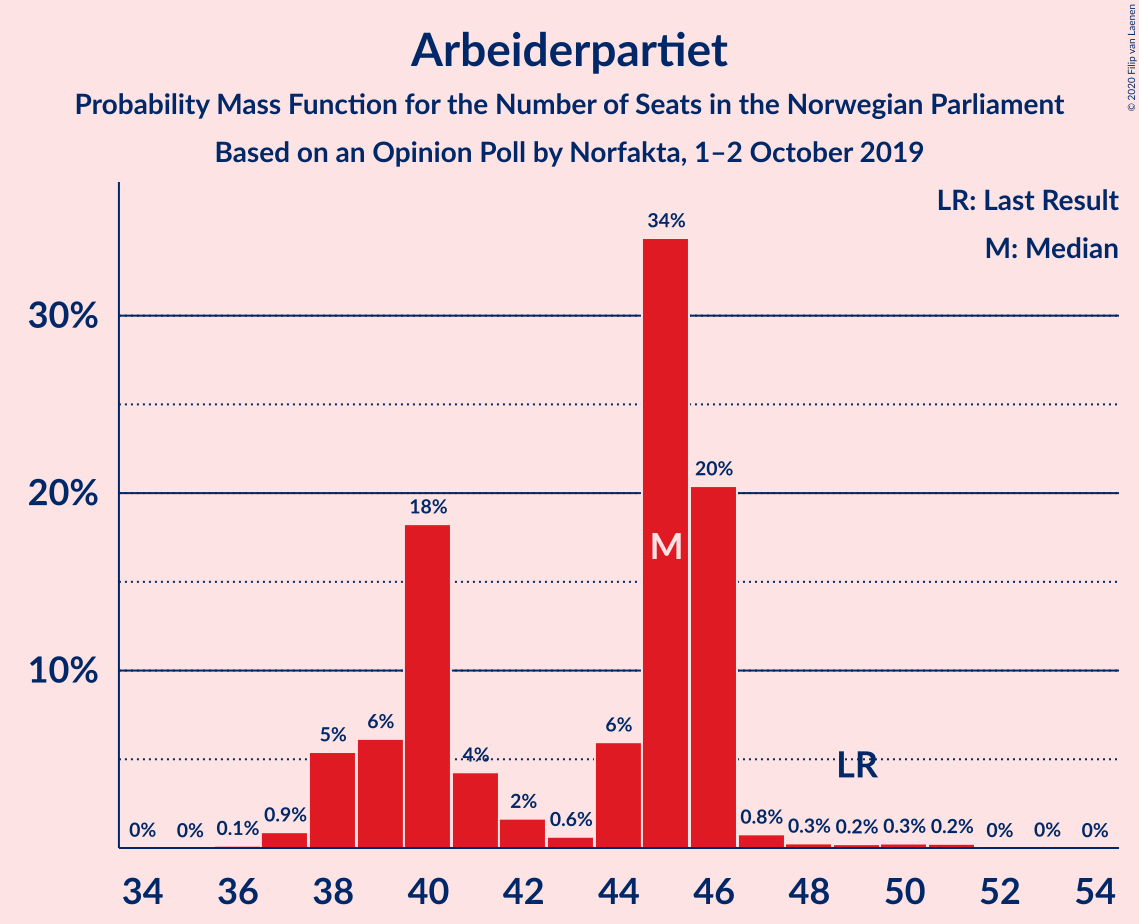 Arbeiderpartiet
Probability Mass Function for the Number of Seats in the Norwegian Parliament
Based on an Opinion Poll by Norfakta, 1–2 October 2019
© 2020 Filip van Laenen
LR: Last Result
M: Median
30%
20%
10%
0% 0% 0.1% 0.9% 5% 6% 18% 4% 2% 0.6% 6% 34% 20% 0.8% 0.3% 0.2% 0.3% 0.2% 0% 0% 0%
M
LR
34 36 38 40 42 44 46 48 50 52 54